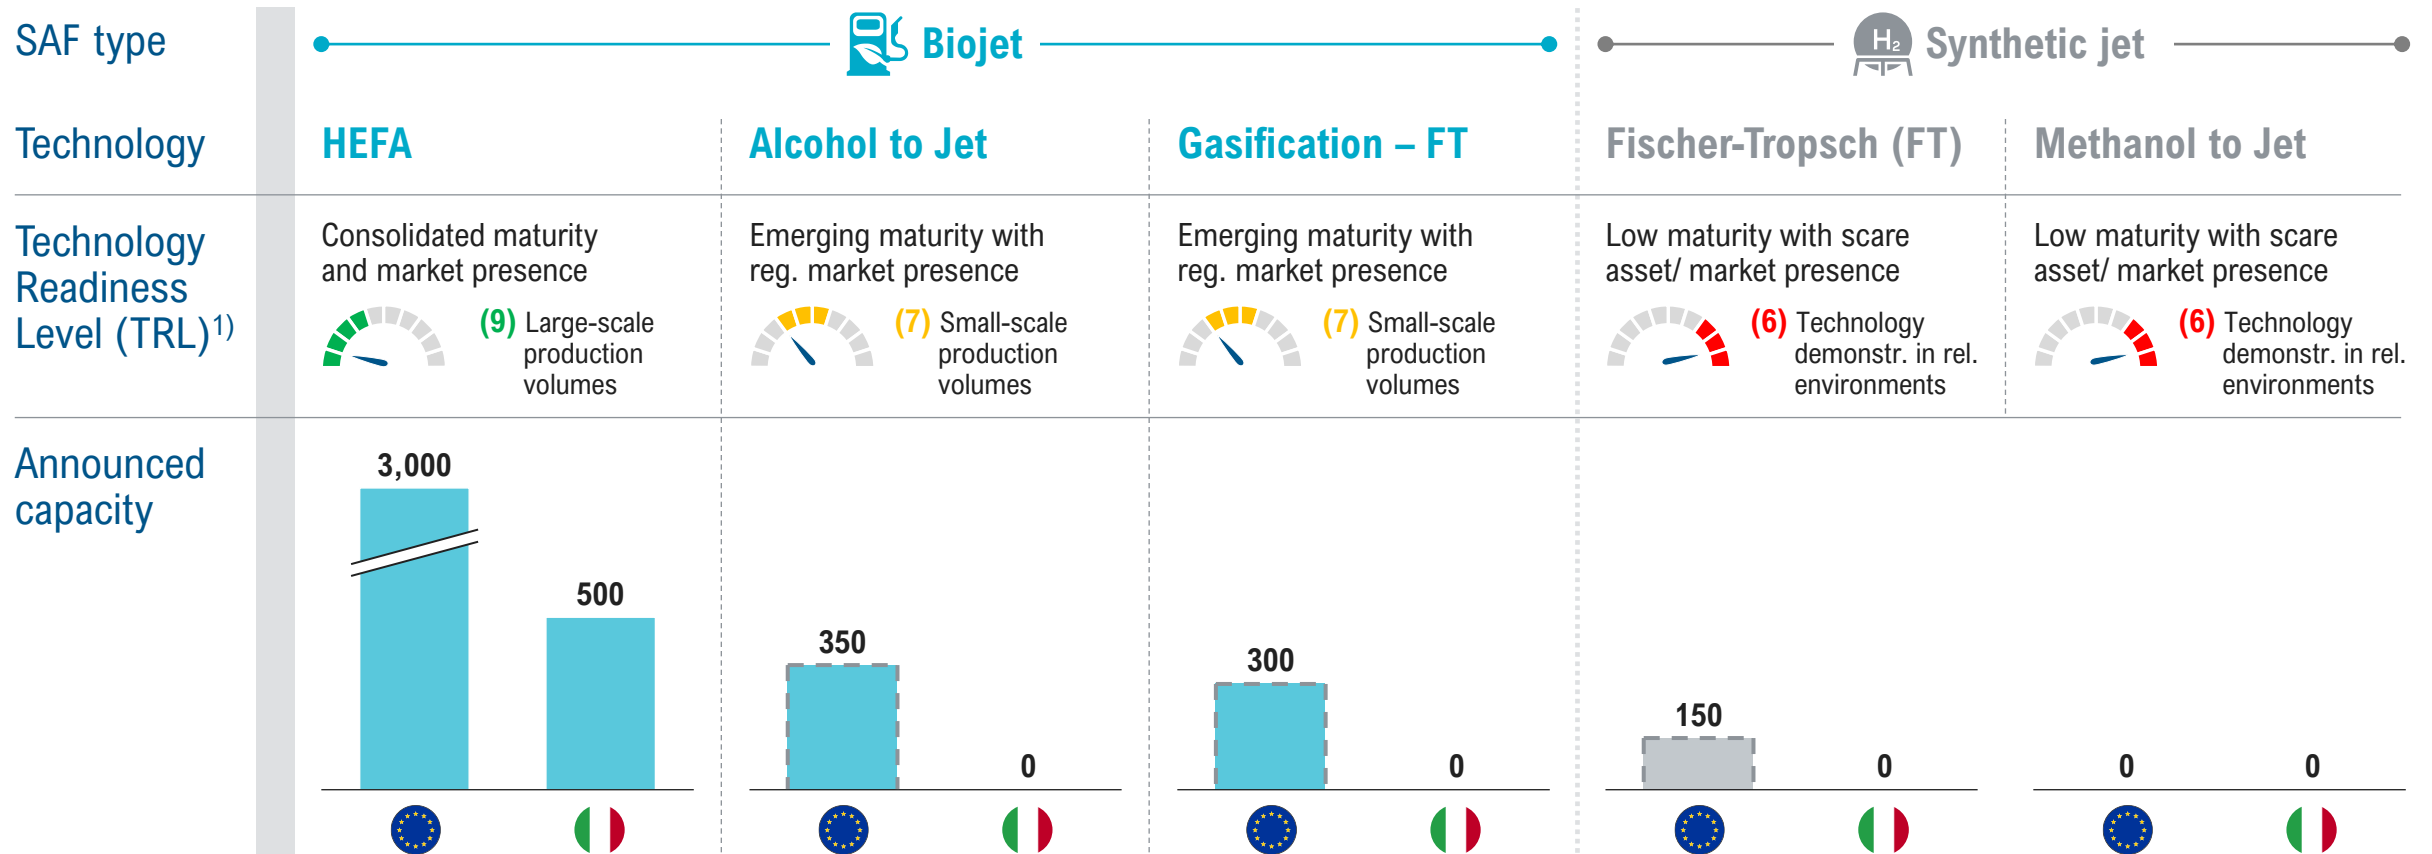 SAF type
Biojet
H2
Synthetic jet
Technology
HEFA
Alcohol to Jet
Gasification – FT
Fischer-Tropsch (FT)
Methanol to Jet
Technology
Readiness
Level (TRL)1)
Consolidated maturity
and market presence
(9) Large-scale
production
volumes
Emerging maturity with
reg. market presence
(7) Small-scale
production
volumes
Emerging maturity with
reg. market presence
(7) Small-scale
production
volumes
Low maturity with scare
asset/ market presence
(6) Technology
demonstr. in rel.
environments
Low maturity with scare
asset/ market presence
(6) Technology
demonstr. in rel.
environments
Announced
capacity
3,000
500
350
0
300
0
150
0
0
0